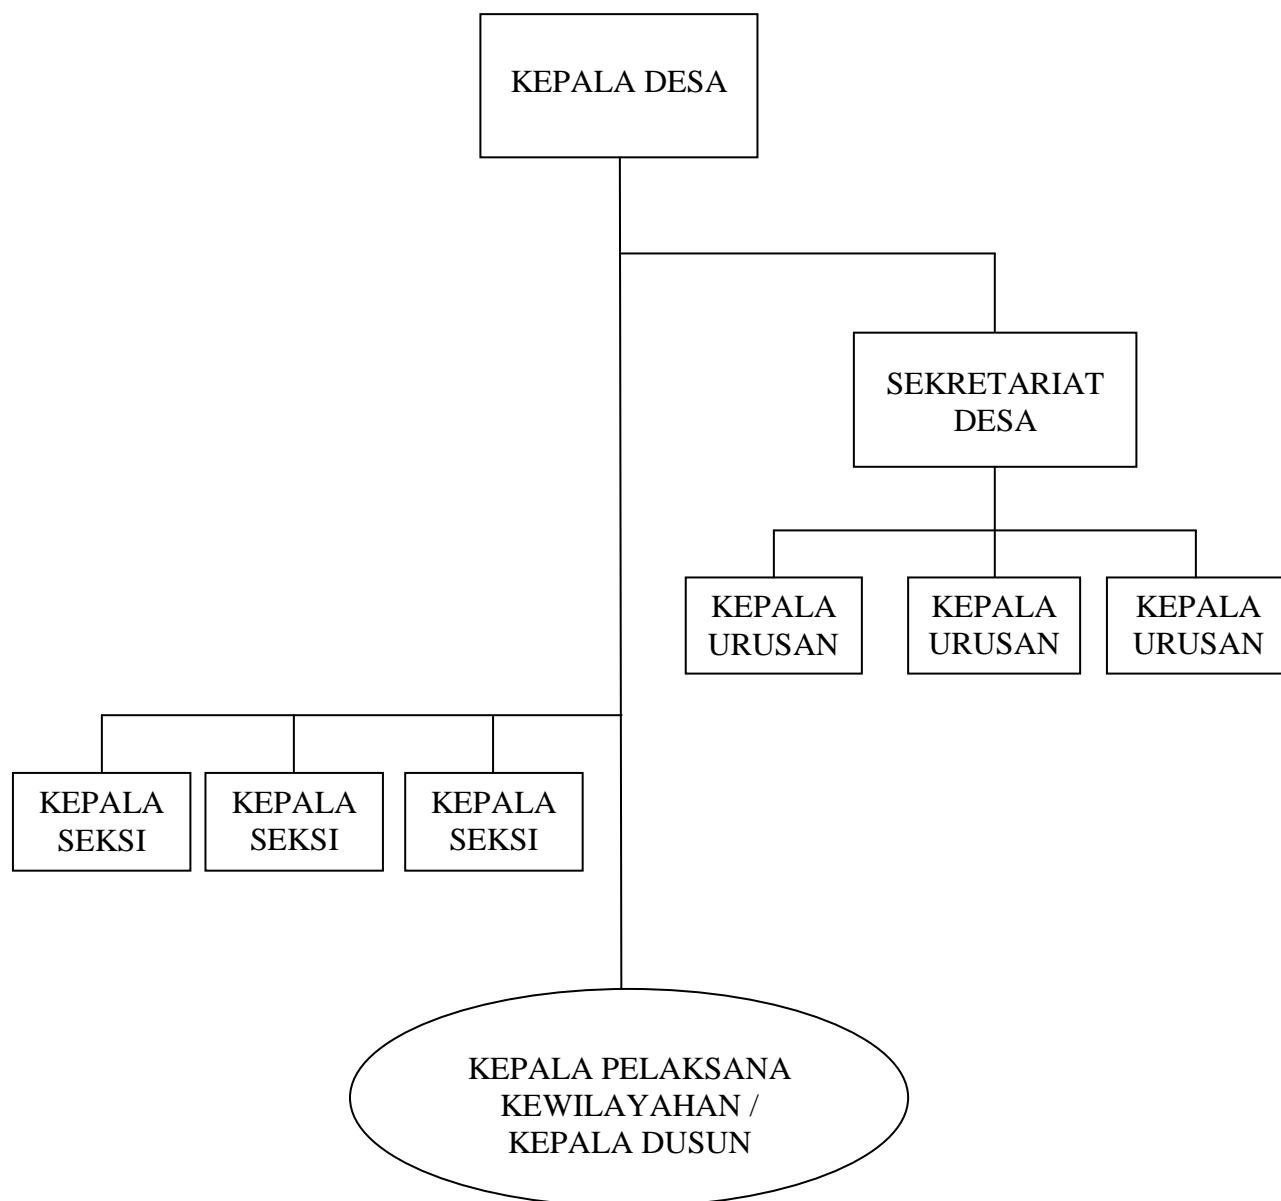 KEPALA DESA
SEKRETARIAT
DESA
KEPALA
URUSAN
KEPALA
URUSAN
KEPALA
URUSAN
KEPALA
SEKSI
KEPALA
SEKSI
KEPALA
SEKSI
KEPALA PELAKSANA
KEWILAYAHAN /
KEPALA DUSUN